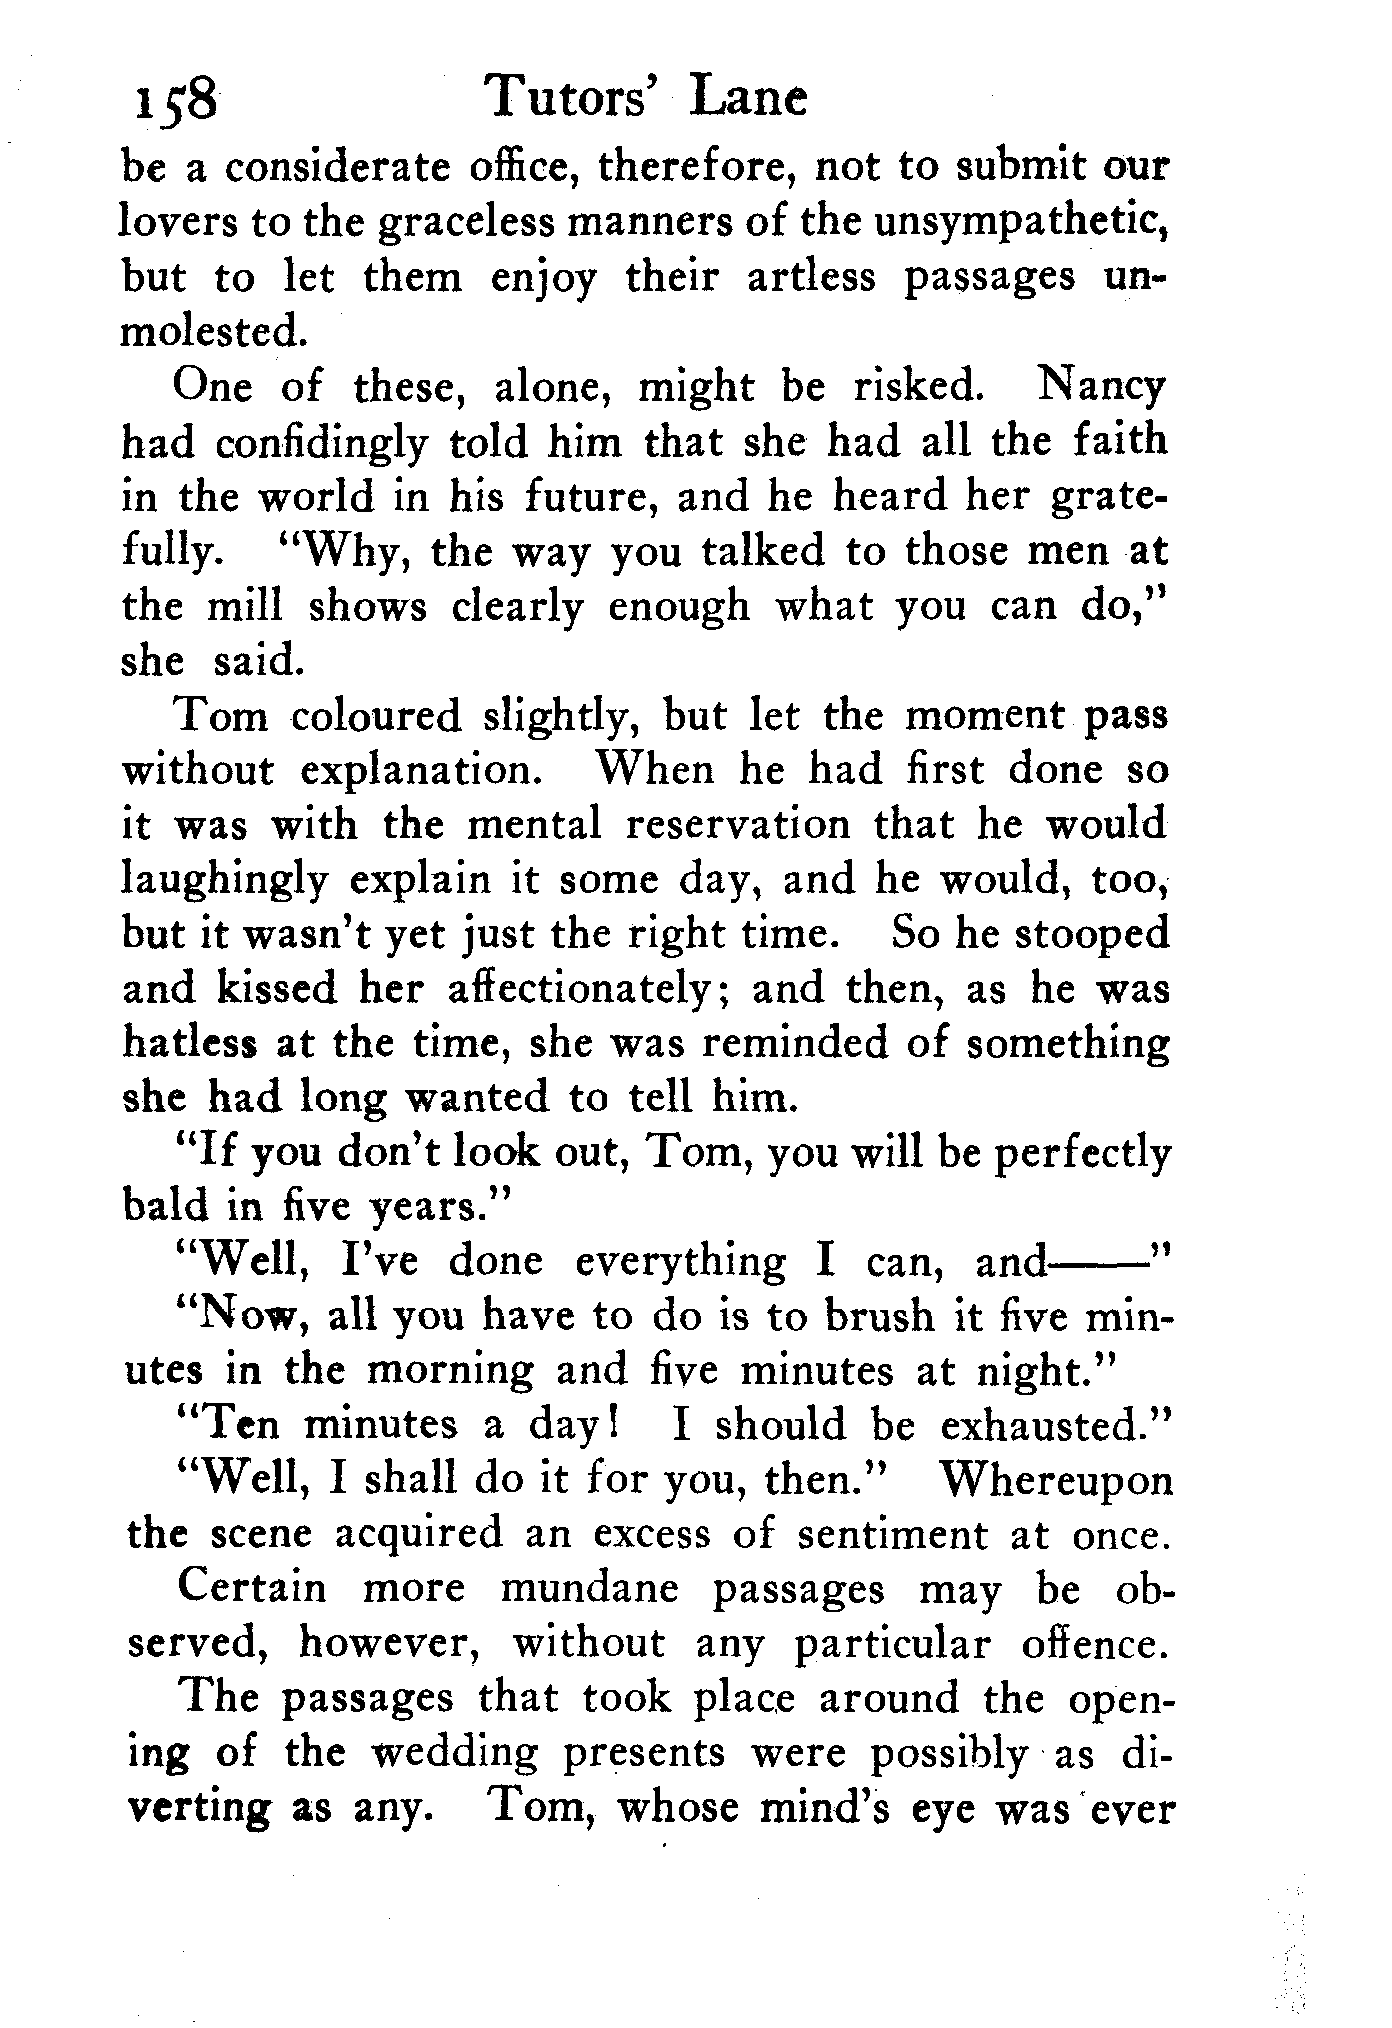 158 Tutors' Lane
be a considerate office, therefore, not to submit our
lovers to the graceless manners of the unsympathetic,
but to let them enjoy their artless passages un-
molested.
One of these, alone, might be risked. Nancy
had confidingly told him that she had all the faith
in the world in his future, and he heard her grate-
fully. "Why, the way you talked to those men at
the mill shows clearly enough what you can do,"
she said.
Tom coloured slightly, but let the moment pass
without explanation. When he had first done so
it was with the mental reservation that he would
laughingly explain it some day, and he would, too,
but it wasn't yet just the right time. So he stooped
and kissed her affectionately; and then, as he was
hatless at the time, she was reminded of something
she had long wanted to tell him.
"If you don't look out, Tom, you will be perfectly
bald in five years."
"Well, I've done everything I can, and——"
"Now, all you have to do is to brush it five min-
utes in the morning and five minutes at night."
"Ten minutes a day! I should be exhausted."
"Well, I shall do it for you, then." Whereupon
the scene acquired an excess of sentiment at once.
Certain more mundane passages may be ob-
served, however, without any particular offence.
The passages that took place around the open-
ing of the wedding presents were possibly as di-
verting as any. Tom, whose mind's eye was ever